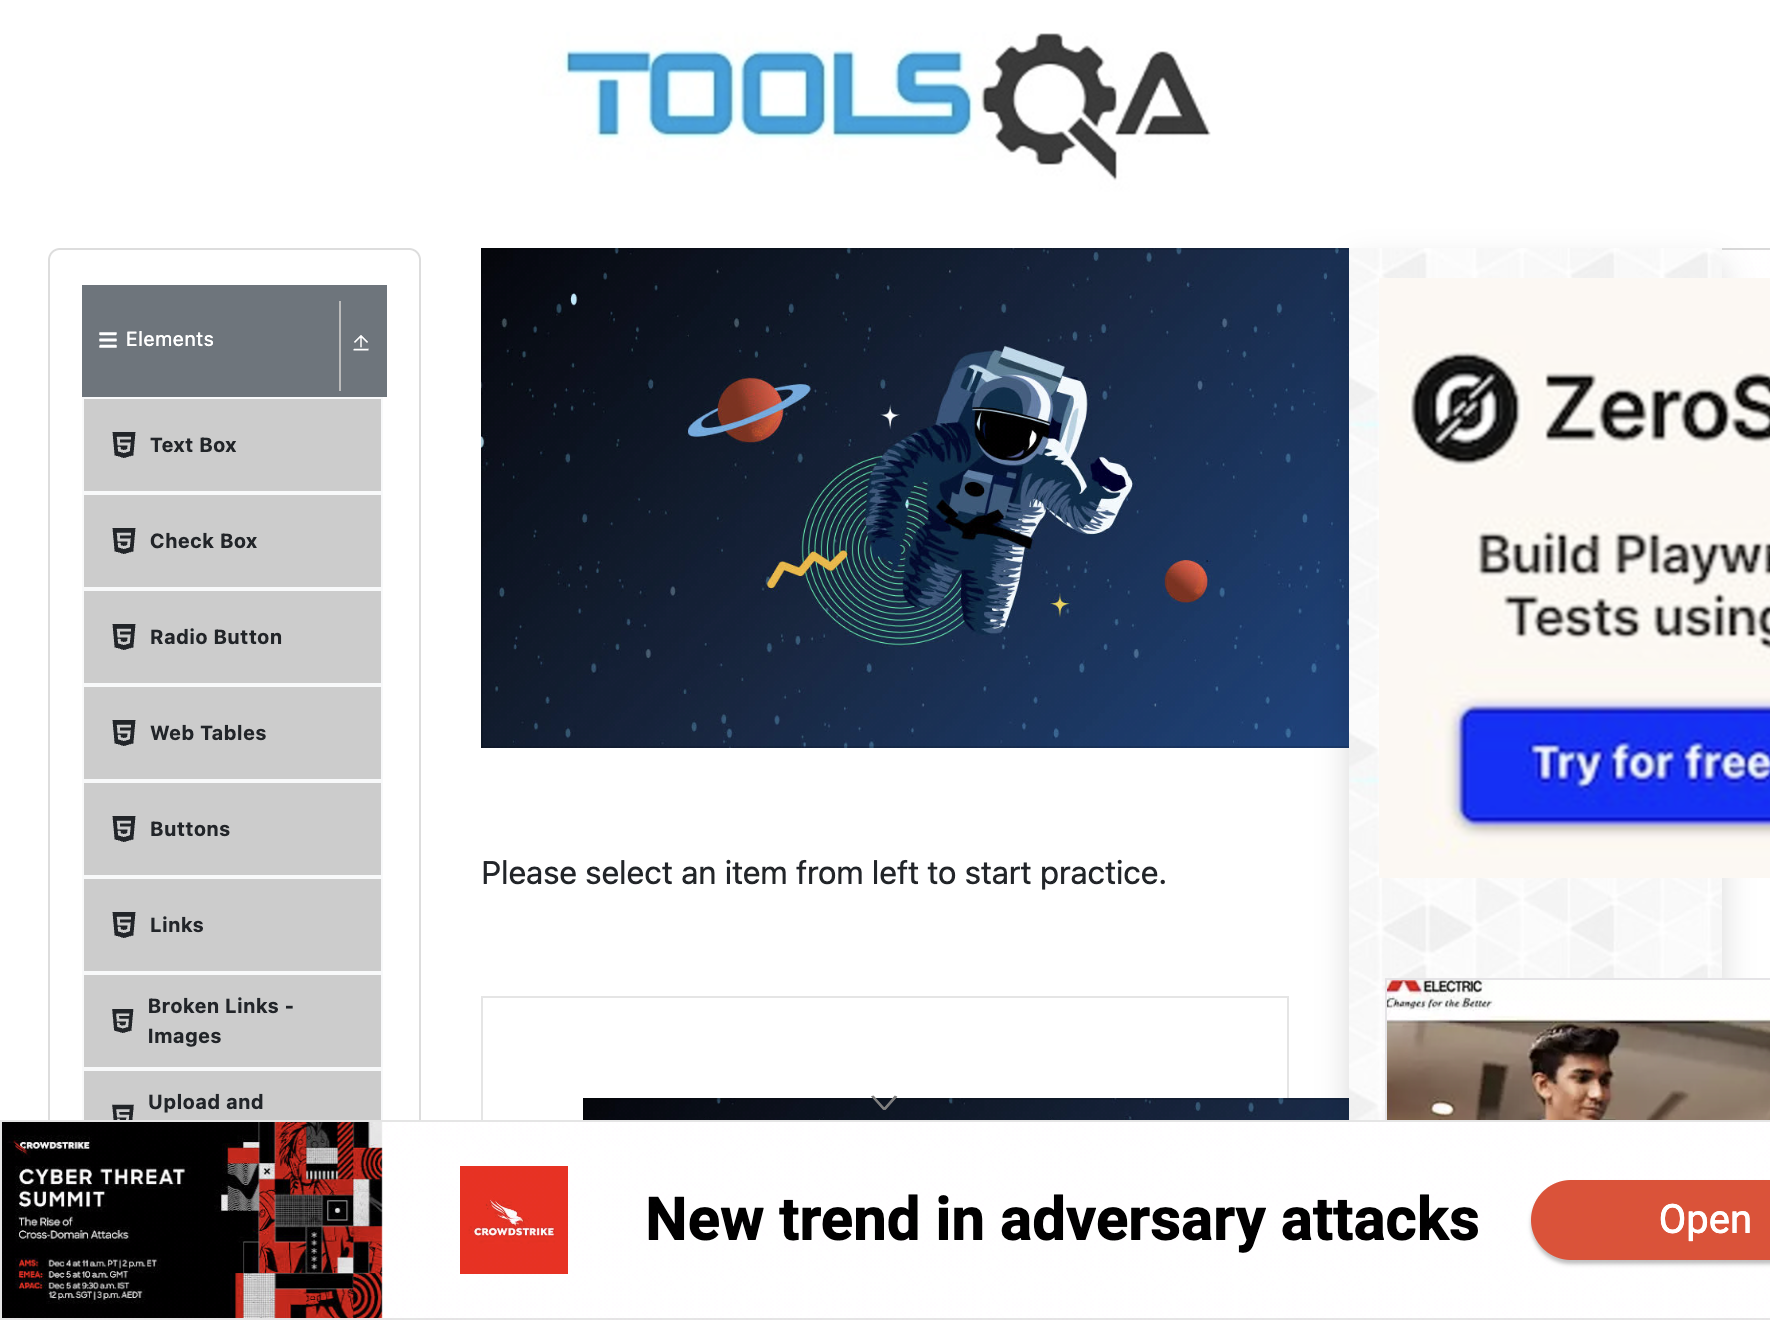 TOOLSQA
Elements
Text Box
Check Box
Radio Button
Web Tables
Buttons
Links
Broken Links -
Images
Upload and
Please select an item from left to start practice.
ZeroS
Build Playw
Tests using
Try for free
ELECTRIC
Changes for the Better
CROWDSTRIKE
CYBER THREAT
SUMMIT
The Rise of
Cross-Domain Attacks
AMS: Dec 4 at 11 a.m. PT | 2 p.m. ET
EMEA: Dec 5 at 10 a.m. GMT
APAC: Dec 5 at 9:30 a.m. IST
12 p.m. SGT | 3 p.m. AEDT
CROWDSTRIKE
New trend in adversary attacks
Open